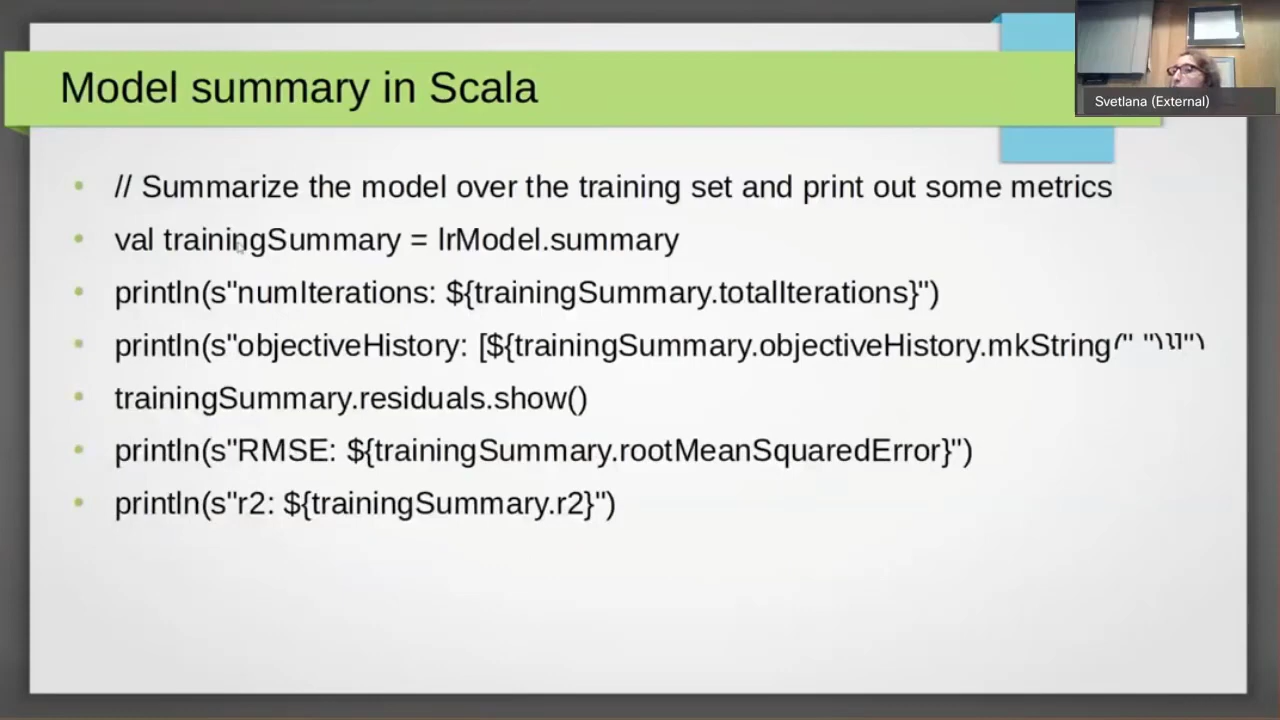 Model summary in Scala
Svetlana (External)
// Summarize the model over the training set and print out some metrics
val trainingSummary = lrModel.summary
println(s"numIterations: ${trainingSummary.totalIterations}")
println(s"objectiveHistory: [${trainingSummary.objectiveHistory.mkString
trainingSummary.residuals.show()
println(s"RMSE: ${trainingSummary.rootMeanSquaredError}")
println(s"r2: ${trainingSummary.r2}")